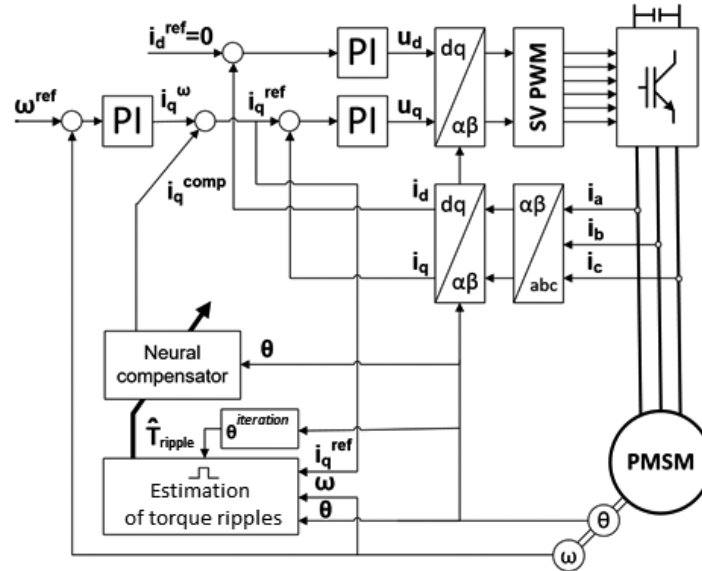 i_d^ref=0
PI
u_d
dq
αβ
SV PWM
ω^ref
PI
i_q^ω
i_q^ref
PI
u_q
i_q^comp
i_d
dq
αβ
i_a
i_b
i_q
αβ
abc
i_c
Neural
compensator
θ
T̂_ripple
θ^iteration
i_q^ref
ω
θ
Estimation
of torque ripples
PMSM
θ
ω